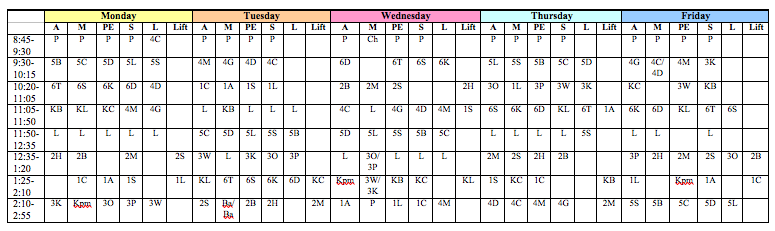 Monday Tuesday Wednesday Thursday Friday
A M PE S L Lift A M PE S L Lift A M PE S L Lift A M PE S L Lift A M PE S L Lift
8:45- P P P P 4C P P P P P Ch P P P P P P P P P P
9:30
9:30- 5B 5C 5D 5L 5S 4M 4G 4D 4C 6D 6T 6S 6K 5L 5S 5B 5C 5D 4G 4C/ 4M 3K
10:15 4D
10:20- 6T 6S 6K 6D 4D 1C 1A 1S 1L 2B 2M 2S 2H 3O 1L 3P 3W 3K KC 3W KB
11:05
11:05- KB KL KC 4M 4G L KB L L L 4C L 4G 4D 4M 1S 6S 6K 6D KL 6T 1A 6K 6D KL 6T 6S
11:50
11:50- L L L L L 5C 5D 5L 5S 5B 5D 5L 5S 5B 5C L L L L 5S L L L
12:35
12:35- 2H 2B 2M 2S 3W L 3K 3O 3P L 3O/ L L L 2M 2S 2H 2B 3P 2H 2M 2S 3O 2B
1:20 3P
1:25- 1C 1A 1S 1L KL 6T 6S 6K 6D KC Kpm 3W/ KB KC KL 1S KC 1C KB 1L Kpm 1A 1C
2:10 3K
2:10- 3K Kpm 3O 3P 3W 2S Ba/ 2B 2H 2M 1A P 1L 1C 4M 4D 4C 4M 4G 2M 5S 5B 5C 5D 5L
2:55 Ba